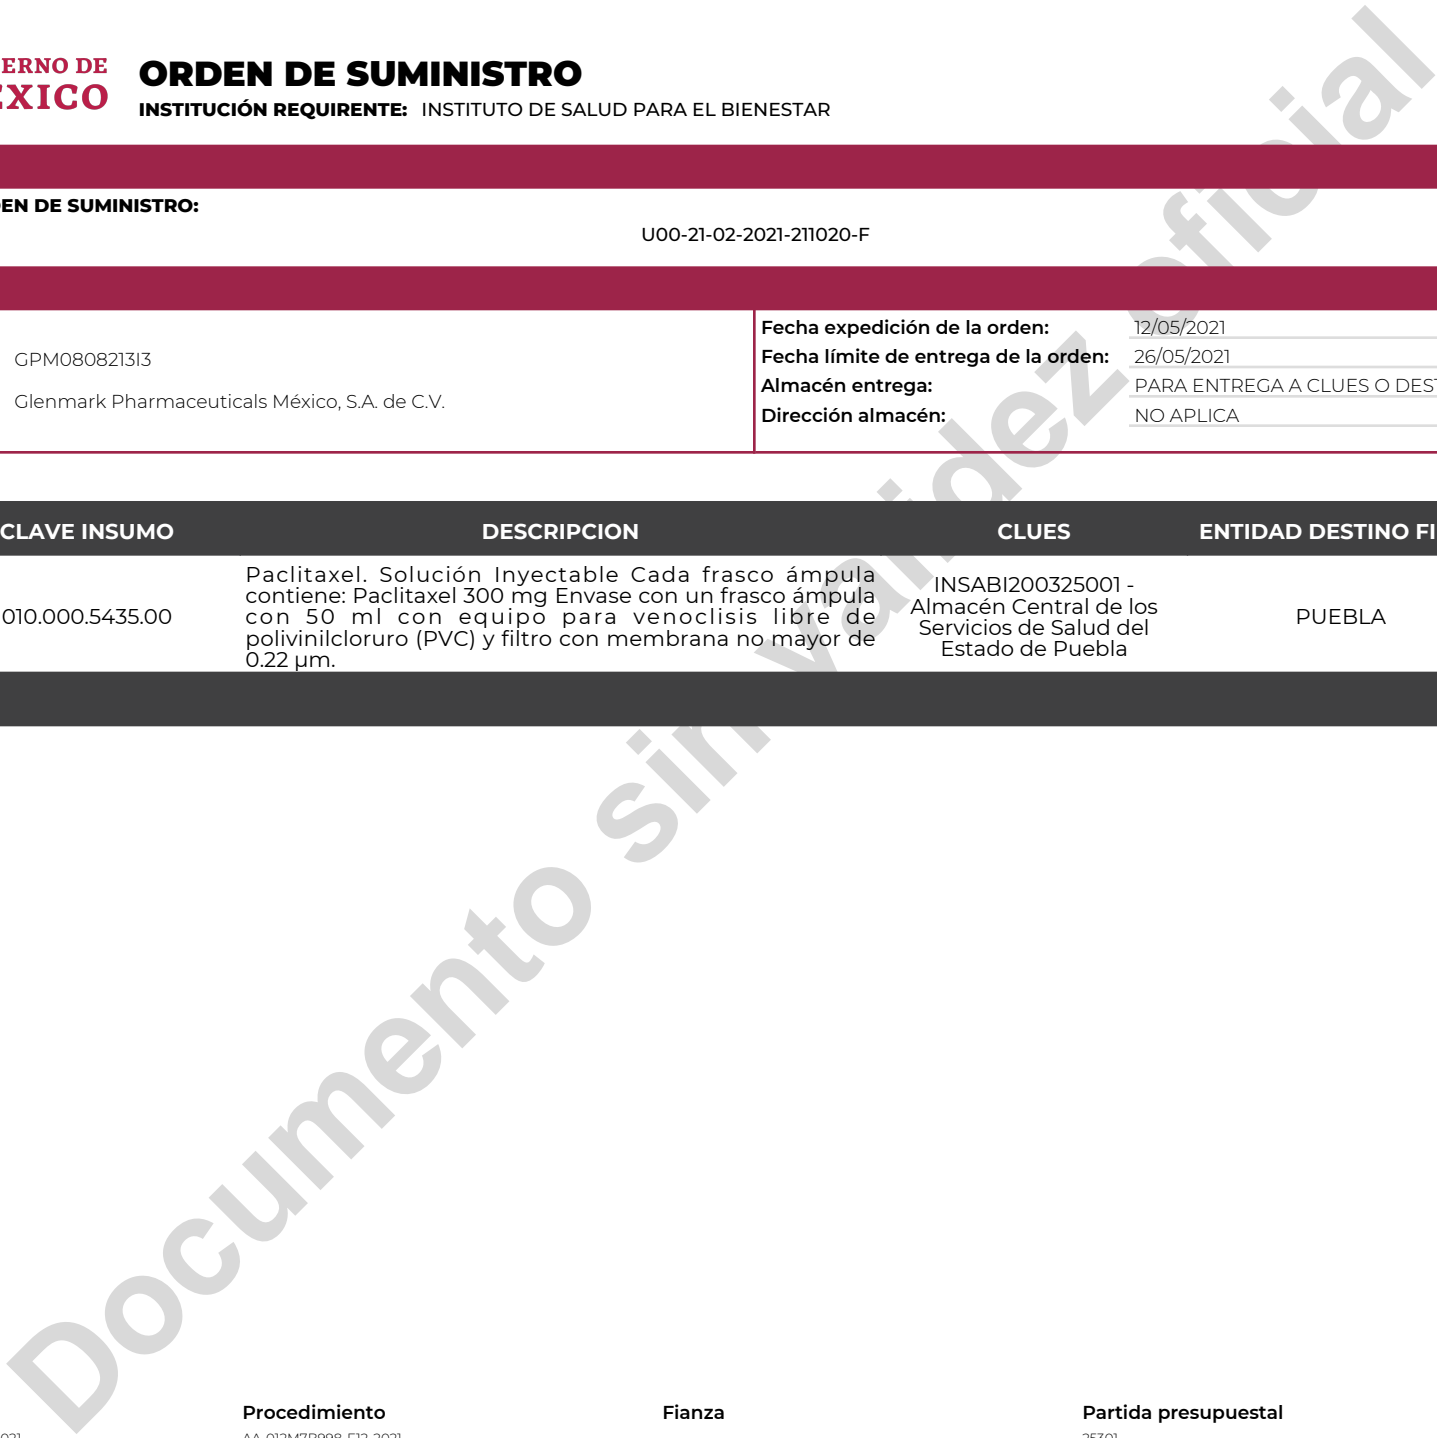 ERNO DE
ÉXICO
ORDEN DE SUMINISTRO
INSTITUCIÓN REQUIRENTE: INSTITUTO DE SALUD PARA EL BIENESTAR
EN DE SUMINISTRO:
U00-21-02-2021-211020-F
GPM0808213I3
Glenmark Pharmaceuticals México, S.A. de C.V.
Fecha expedición de la orden: 12/05/2021
Fecha límite de entrega de la orden: 26/05/2021
Almacén entrega: PARA ENTREGA A CLUES O DEST
Dirección almacén: NO APLICA
CLAVE INSUMO DESCRIPCION CLUES ENTIDAD DESTINO FI
010.000.5435.00
Paclitaxel. Solución Inyectable Cada frasco ámpula
contiene: Paclitaxel 300 mg Envase con un frasco ámpula
con 50 ml con equipo para venoclisis libre de
polivinilcloruro (PVC) y filtro con membrana no mayor de
0.22 µm.
INSABI200325001 -
Almacén Central de los
Servicios de Salud del
Estado de Puebla
PUEBLA
Documento sin validez oficial
Procedimiento Fianza Partida presupuestal